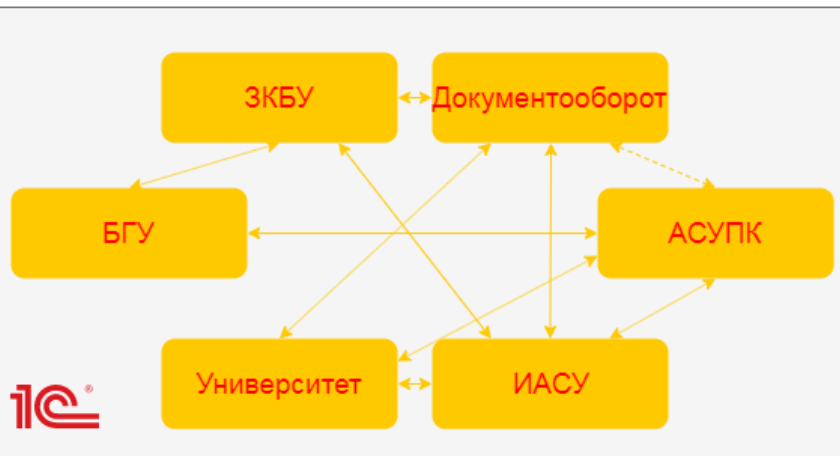 ЗКБУ
Документооборот
БГУ
АСУПК
Университет
ИАСУ
1С®